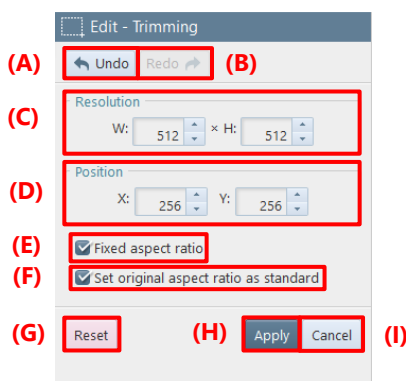 Edit - Trimming
(A) Undo Redo (B)
(C) Resolution
W: 512 × H: 512
(D) Position
X: 256 Y: 256
(E) Fixed aspect ratio
(F) Set original aspect ratio as standard
(G) Reset (H) Apply Cancel (I)